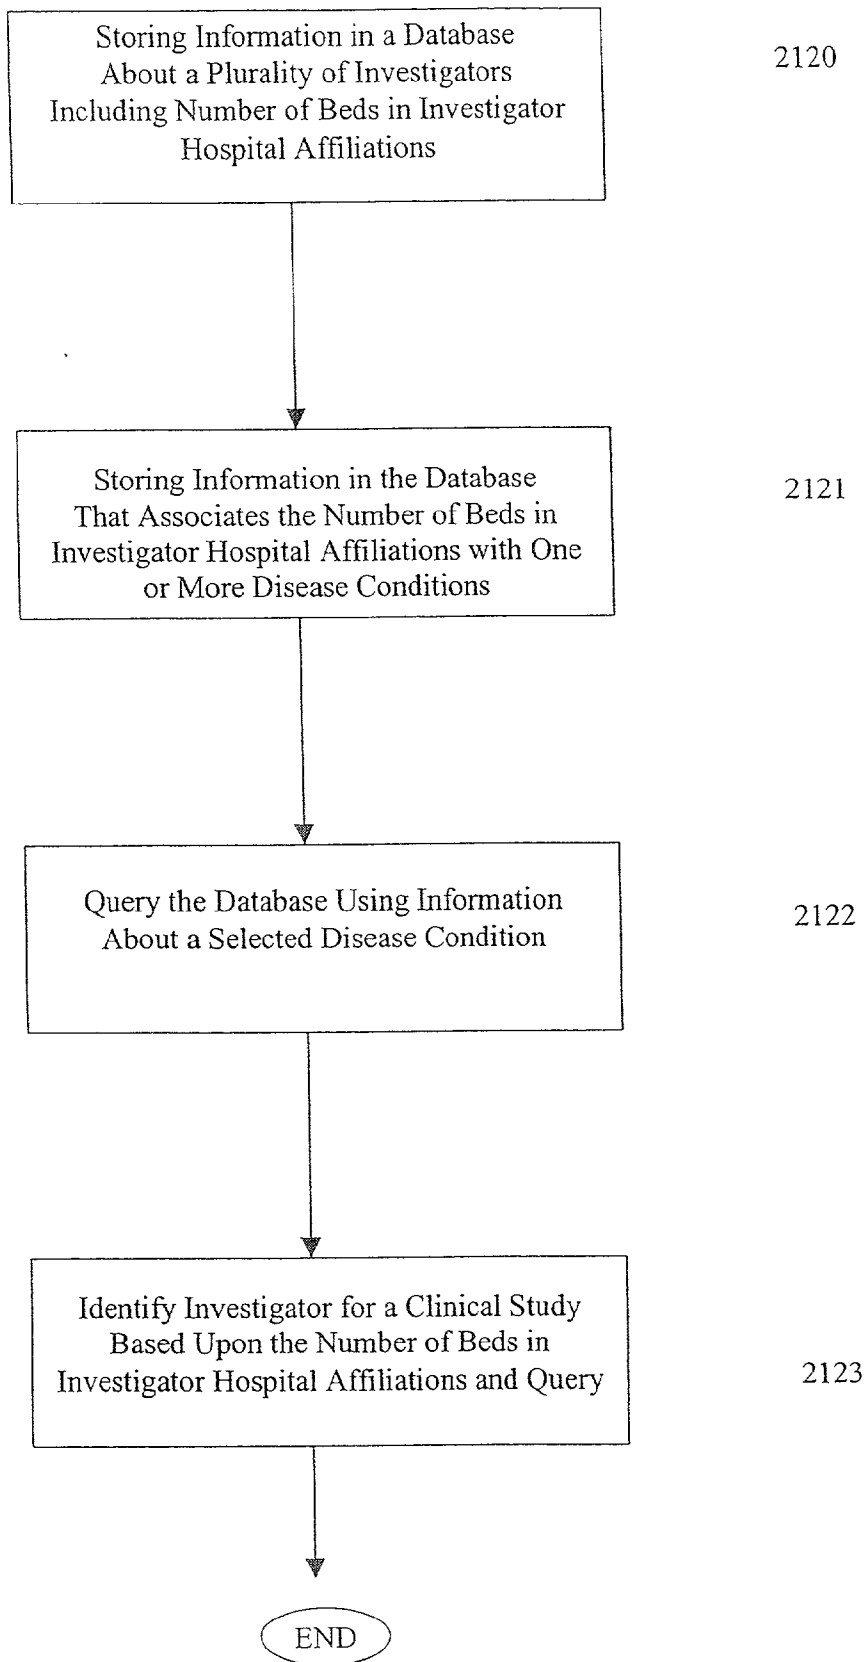 Storing Information in a Database
About a Plurality of Investigators
Including Number of Beds in Investigator
Hospital Affiliations
2120
Storing Information in the Database
That Associates the Number of Beds in
Investigator Hospital Affiliations with One
or More Disease Conditions
2121
Query the Database Using Information
About a Selected Disease Condition
2122
Identify Investigator for a Clinical Study
Based Upon the Number of Beds in
Investigator Hospital Affiliations and Query
2123
END